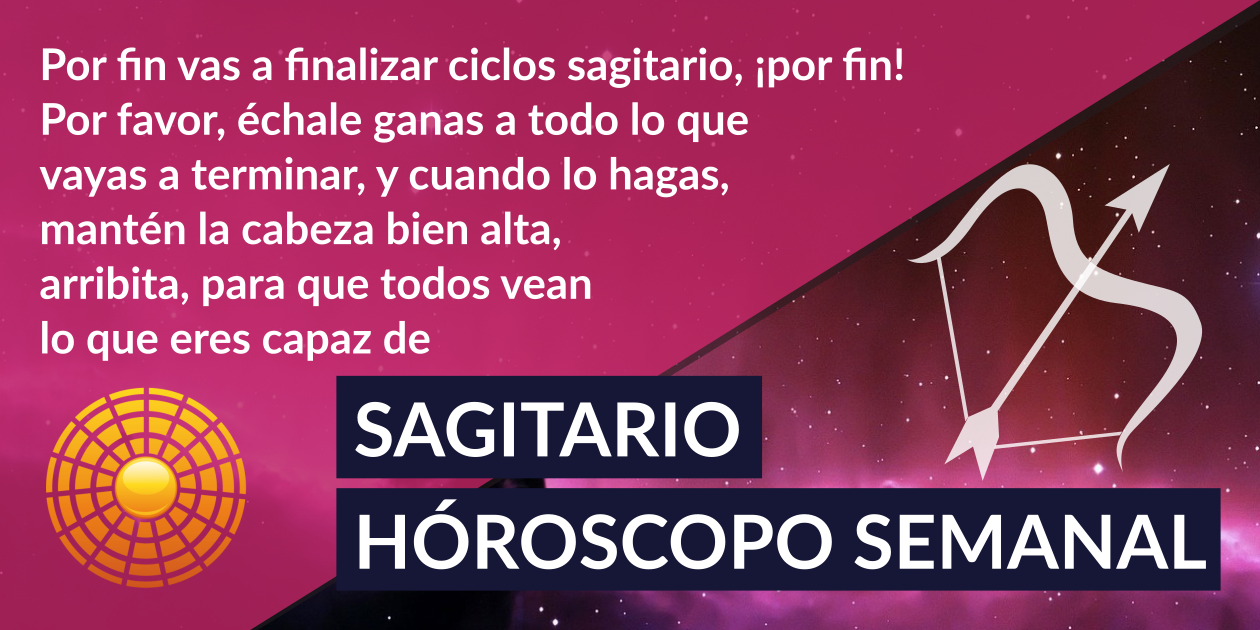 Por fin vas a finalizar ciclos sagitario, ¡por fin!
Por favor, échale ganas a todo lo que
vayas a terminar, y cuando lo hagas,
mantén la cabeza bien alta,
arribita, para que todos vean
lo que eres capaz de
SAGITARIO
HÓROSCOPO SEMANAL